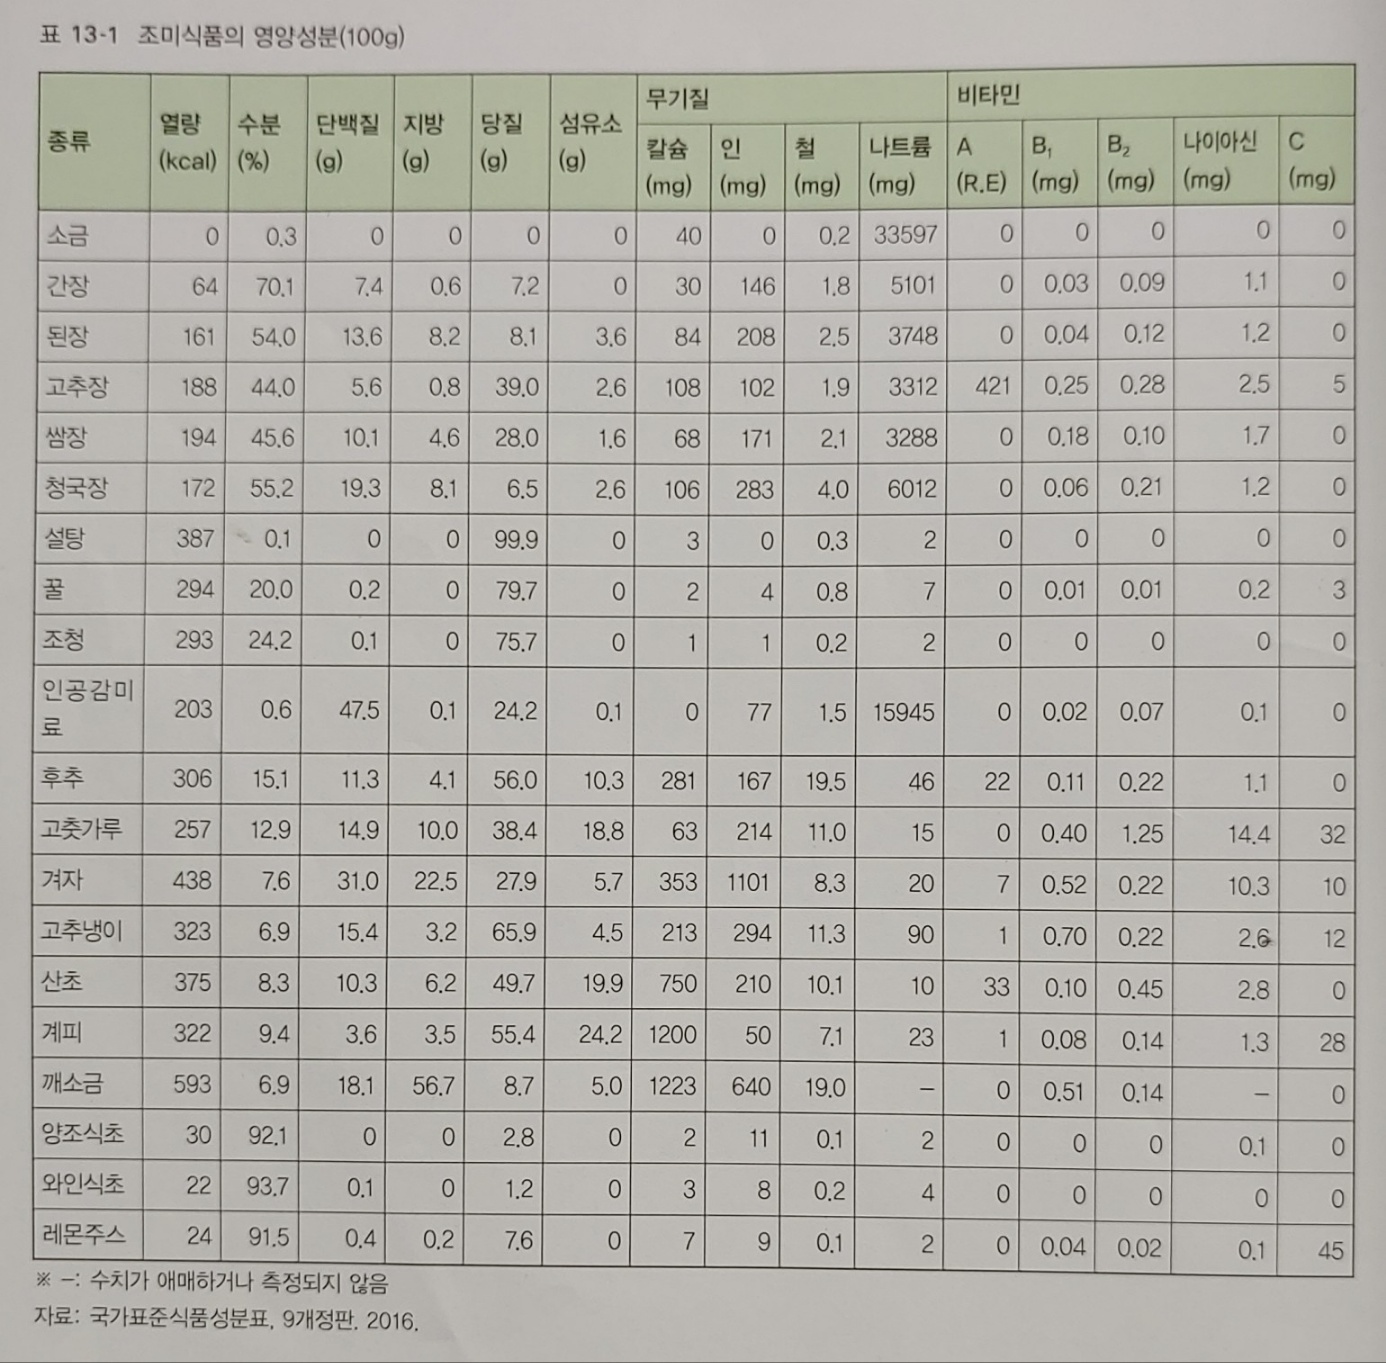 표 13-1 조미식품의 영양성분(100g)
종류 열량 (kcal) 수분 (%) 단백질 (g) 지방 (g) 당질 (g) 섬유소 (g) 무기질 칼슘 (mg) 인 (mg) 철 (mg) 나트륨 (mg) 비타민 A (R.E) B₁ (mg) B₂ (mg) 나이아신 (mg) C (mg)
소금 0 0.3 0 0 0 0 40 0 0.2 33597 0 0 0 0 0
간장 64 70.1 7.4 0.6 7.2 0 30 146 1.8 5101 0 0.03 0.09 1.1 0
된장 161 54.0 13.6 8.2 8.1 3.6 84 208 2.5 3748 0 0.04 0.12 1.2 0
고추장 188 44.0 5.6 0.8 39.0 2.6 108 102 1.9 3312 421 0.25 0.28 2.5 5
쌈장 194 45.6 10.1 4.6 28.0 1.6 68 171 2.1 3288 0 0.18 0.10 1.7 0
청국장 172 55.2 19.3 8.1 6.5 2.6 106 283 4.0 6012 0 0.06 0.21 1.2 0
설탕 387 0.1 0 0 99.9 0 3 0 0.3 2 0 0 0 0 0
꿀 294 20.0 0.2 0 79.7 0 2 4 0.8 7 0 0.01 0.01 0.2 3
조청 293 24.2 0.1 0 75.7 0 1 1 0.2 2 0 0 0 0 0
인공감미
료 203 0.6 47.5 0.1 24.2 0.1 0 77 1.5 15945 0 0.02 0.07 0.1 0
후추 306 15.1 11.3 4.1 56.0 10.3 281 167 19.5 46 22 0.11 0.22 1.1 0
고춧가루 257 12.9 14.9 10.0 38.4 18.8 63 214 11.0 15 0 0.40 1.25 14.4 32
겨자 438 7.6 31.0 22.5 27.9 5.7 353 1101 8.3 20 7 0.52 0.22 10.3 10
고추냉이 323 6.9 15.4 3.2 65.9 4.5 213 294 11.3 90 1 0.70 0.22 2.6 12
산초 375 8.3 10.3 6.2 49.7 19.9 750 210 10.1 10 33 0.10 0.45 2.8 0
계피 322 9.4 3.6 3.5 55.4 24.2 1200 50 7.1 23 1 0.08 0.14 1.3 28
깨소금 593 6.9 18.1 56.7 8.7 5.0 1223 640 19.0 – 0 0.51 0.14 – 0
양조식초 30 92.1 0 0 2.8 0 2 11 0.1 2 0 0 0 0.1 0
와인식초 22 93.7 0.1 0 1.2 0 3 8 0.2 4 0 0 0 0 0
레몬주스 24 91.5 0.4 0.2 7.6 0 7 9 0.1 2 0 0.04 0.02 0.1 45
※ –: 수치가 애매하거나 측정되지 않음
자료: 국가표준식품성분표, 9개정판. 2016.